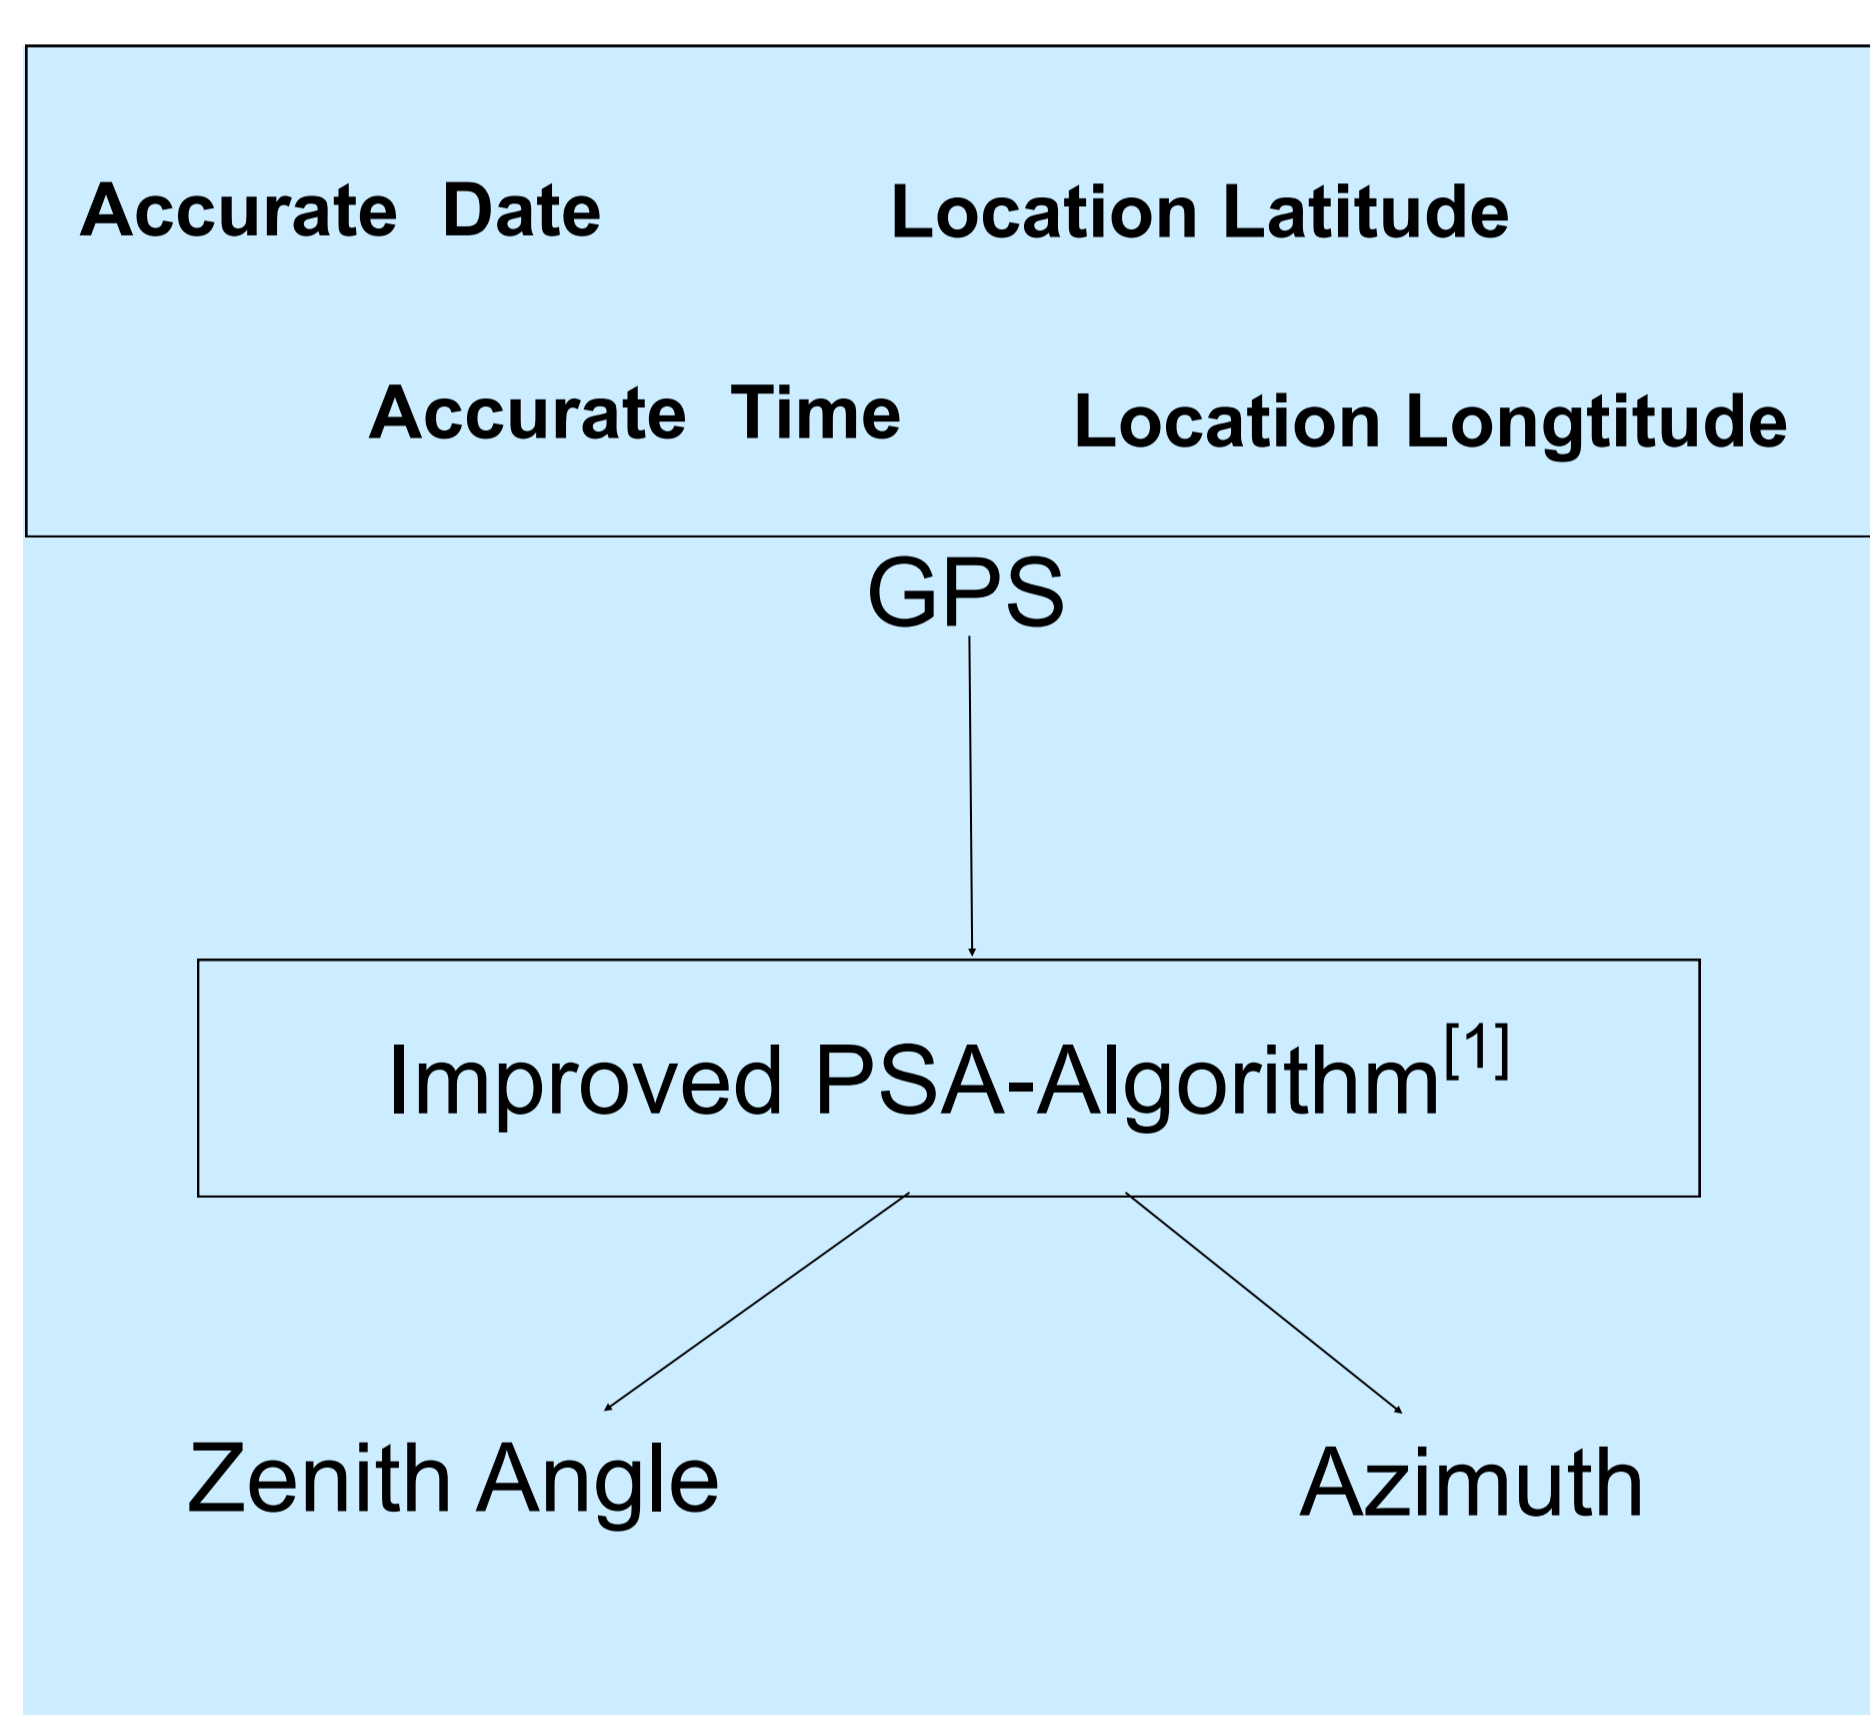 Accurate Date
Location Latitude
Accurate Time
Location Longtitude
GPS
Improved PSA-Algorithm[1]
Zenith Angle
Azimuth